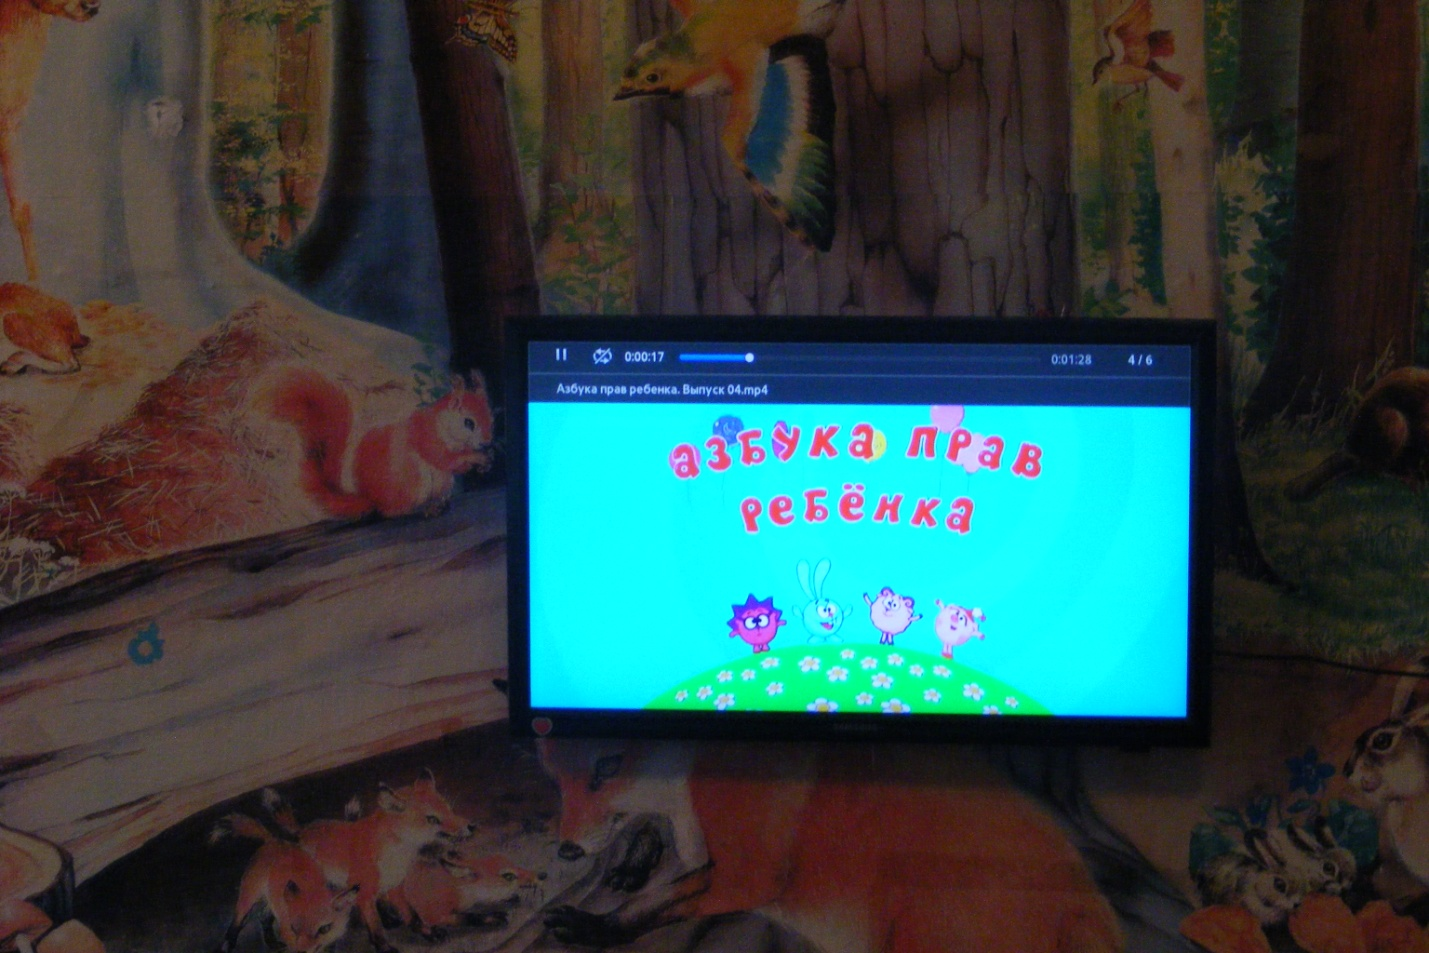 0:00:17 0:01:28 4 / 6
Азбука прав ребенка. Выпуск 04.mp4
азбука прав
ребёнка